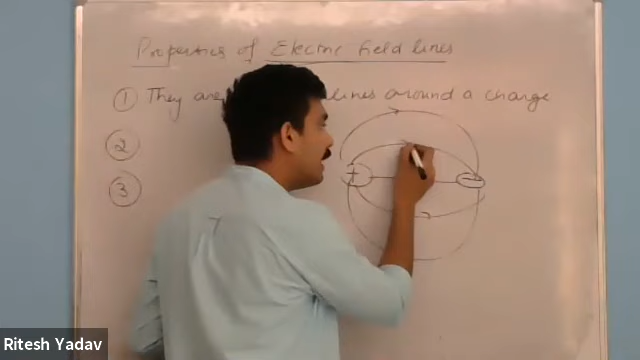 Properties of Electric Field lines
① They are lines around a charge
②
③
+ −
Ritesh Yadav